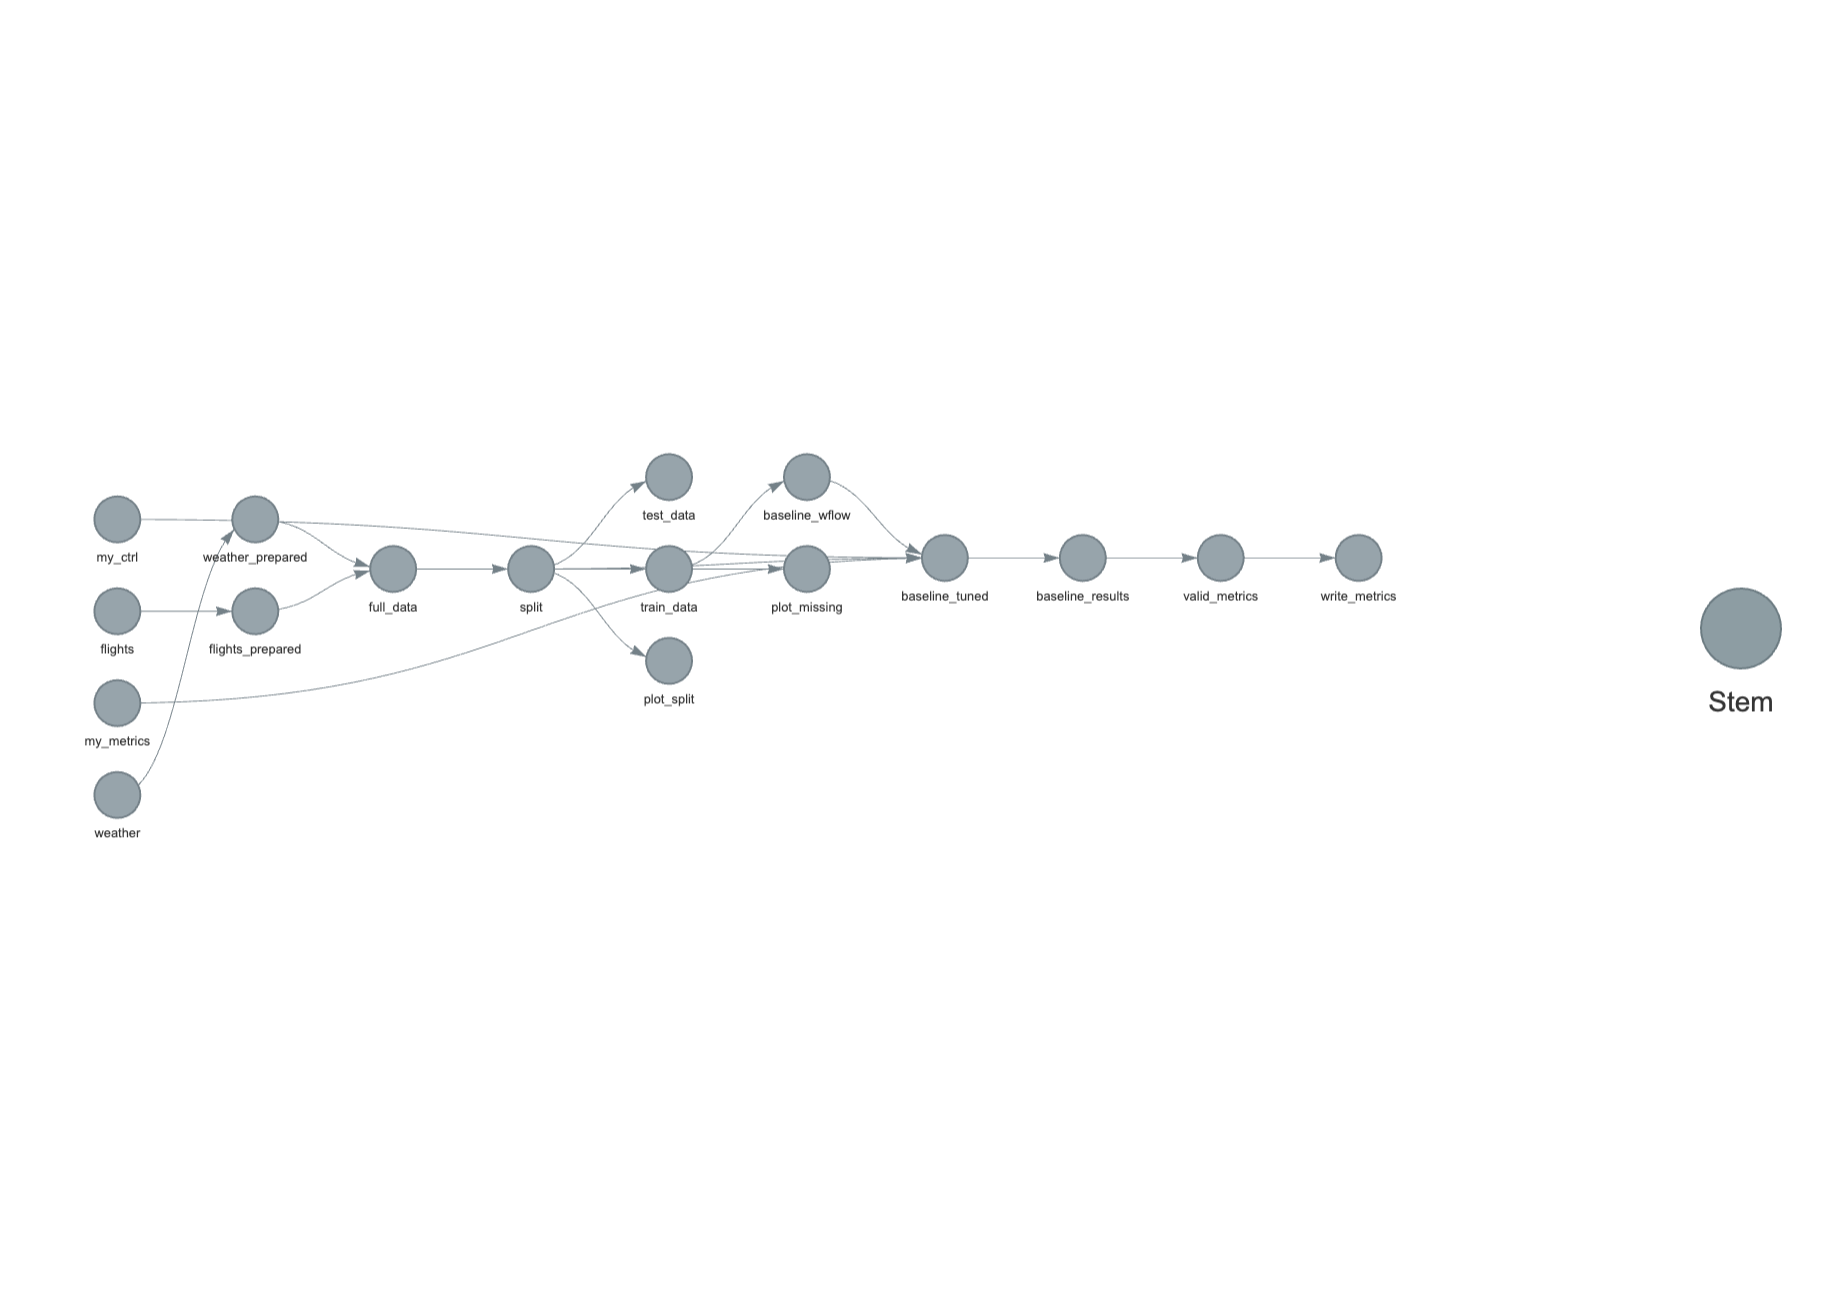 test_data
baseline_wflow
my_ctrl
weather_prepared
full_data
split
train_data
plot_missing
baseline_tuned
baseline_results
valid_metrics
write_metrics
flights
flights_prepared
plot_split
Stem
my_metrics
weather